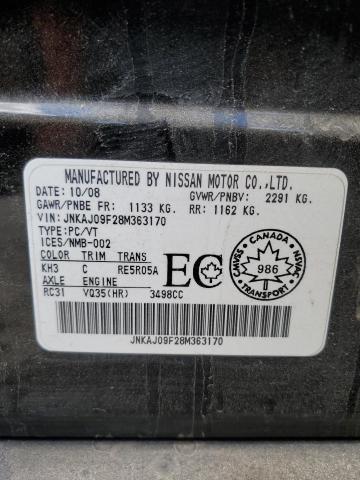 MANUFACTURED BY NISSAN MOTOR CO.,LTD.
DATE: 10/08 GVWR/PNBV: 2291 KG.
GAWR/PNBE FR: 1133 KG. RR: 1162 KG.
VIN: JNKAJ09F28M363170
TYPE: PC/VT
ICES/NMB-002
COLOR TRIM TRANS
KH3 C RE5R05A
AXLE ENGINE
RC31 VQ35(HR) 3498CC
EC
CANADA
CMVSS NSVAC
986
TRANSPORT
JNKAJ09F28M363170